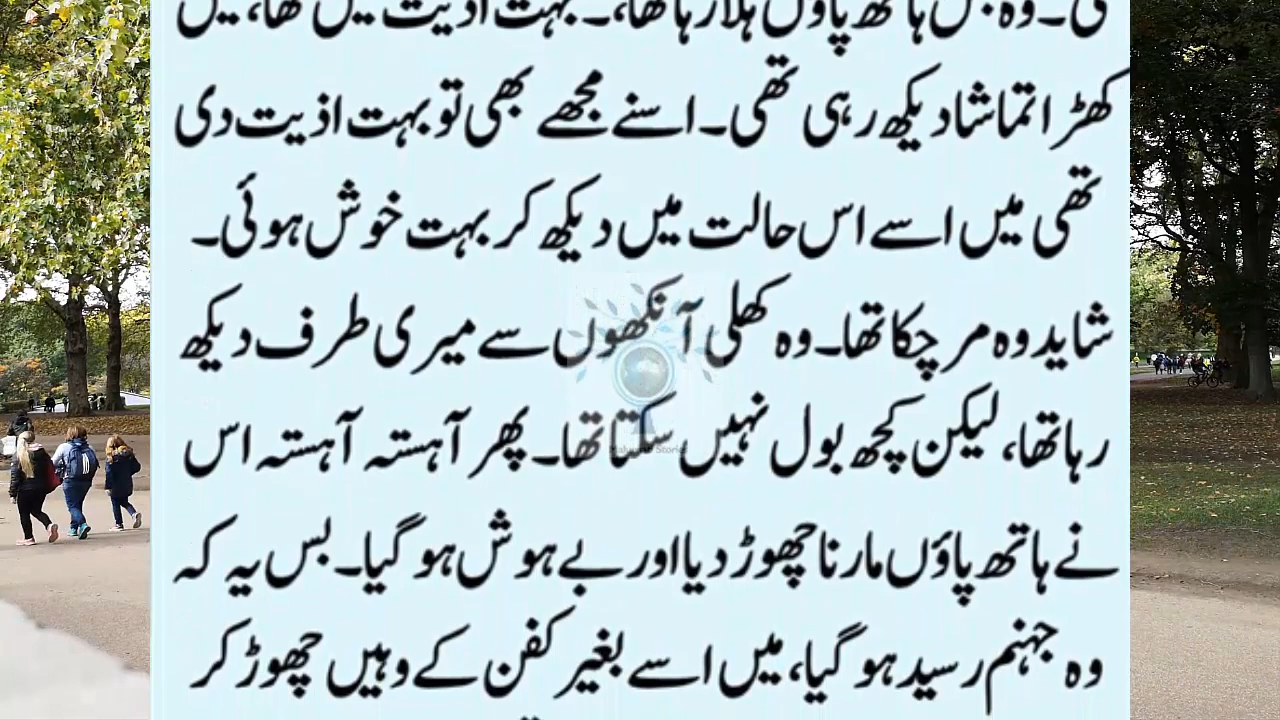 کی۔وہ بس ہاتھ پاؤں ہلا رہا تھا،۔ بہت اذیت میں تھا، میں
کھڑا تماشا دیکھ رہی تھی۔ اسنے مجھے بھی تو بہت اذیت دی
تھی میں اسے اس حالت میں دیکھ کر بہت خوش ہوئی۔
شاید وہ مر چکا تھا۔ وہ کھلی آنکھوں سے میری طرف دیکھ
رہا تھا، لیکن کچھ بول نہیں سکتا تھا۔ پھر آہستہ آہستہ اس
نے ہاتھ پاؤں مارنا چھوڑ دیا اور بے ہوش ہو گیا۔ بس یہ کہ
وہ جہنم رسید ہو گیا، میں اسے بغیر کفن کے وہیں چھوڑ کر